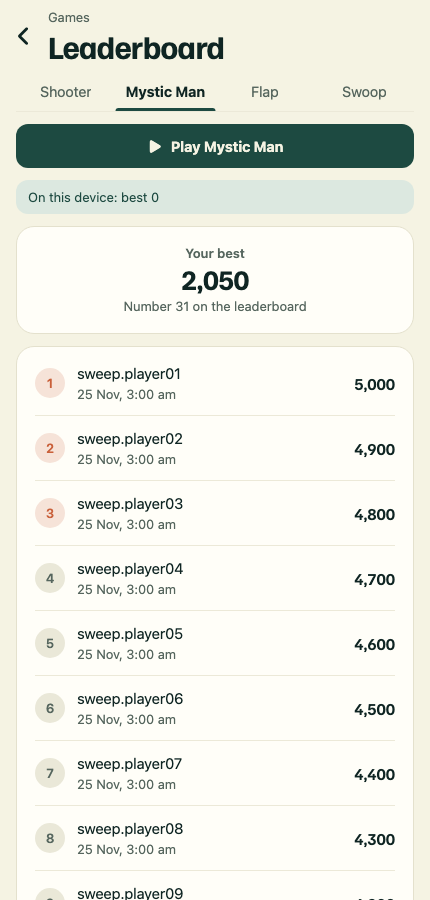 Games
Leaderboard
Shooter
Mystic Man
Flap
Swoop
Play Mystic Man
On this device: best 0
Your best
2,050
Number 31 on the leaderboard
1
sweep.player01
25 Nov, 3:00 am
5,000
2
sweep.player02
25 Nov, 3:00 am
4,900
3
sweep.player03
25 Nov, 3:00 am
4,800
4
sweep.player04
25 Nov, 3:00 am
4,700
5
sweep.player05
25 Nov, 3:00 am
4,600
6
sweep.player06
25 Nov, 3:00 am
4,500
7
sweep.player07
25 Nov, 3:00 am
4,400
8
sweep.player08
25 Nov, 3:00 am
4,300
sweep.player09